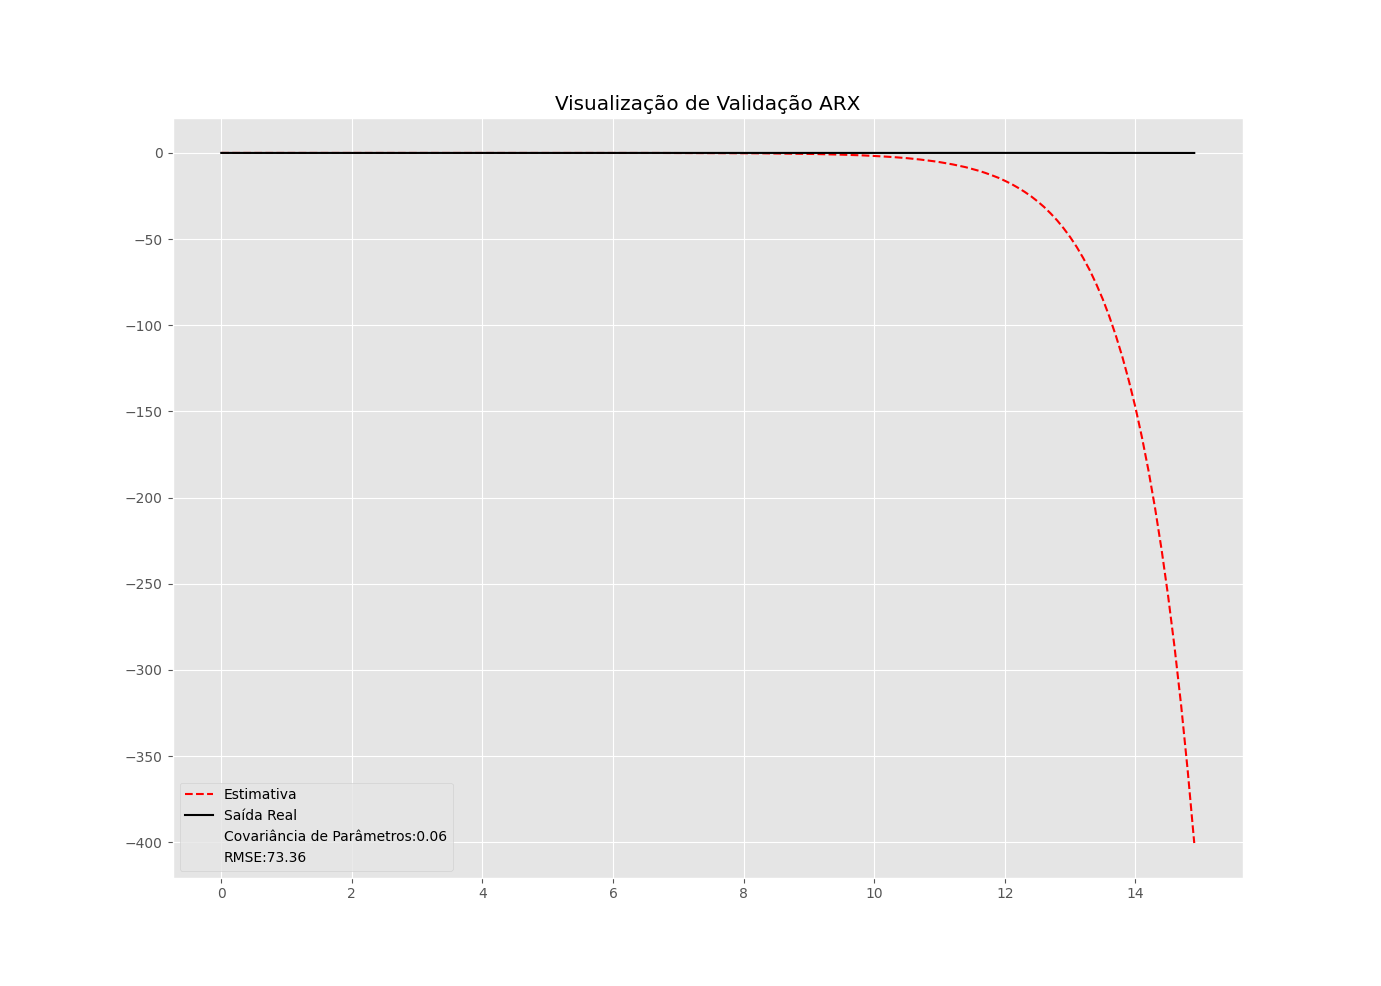 Visualização de Validação ARX
0
−50
−100
−150
−200
−250
−300
−350
−400
Estimativa
Saída Real
Covariância de Parâmetros:0.06
RMSE:73.36
0 2 4 6 8 10 12 14